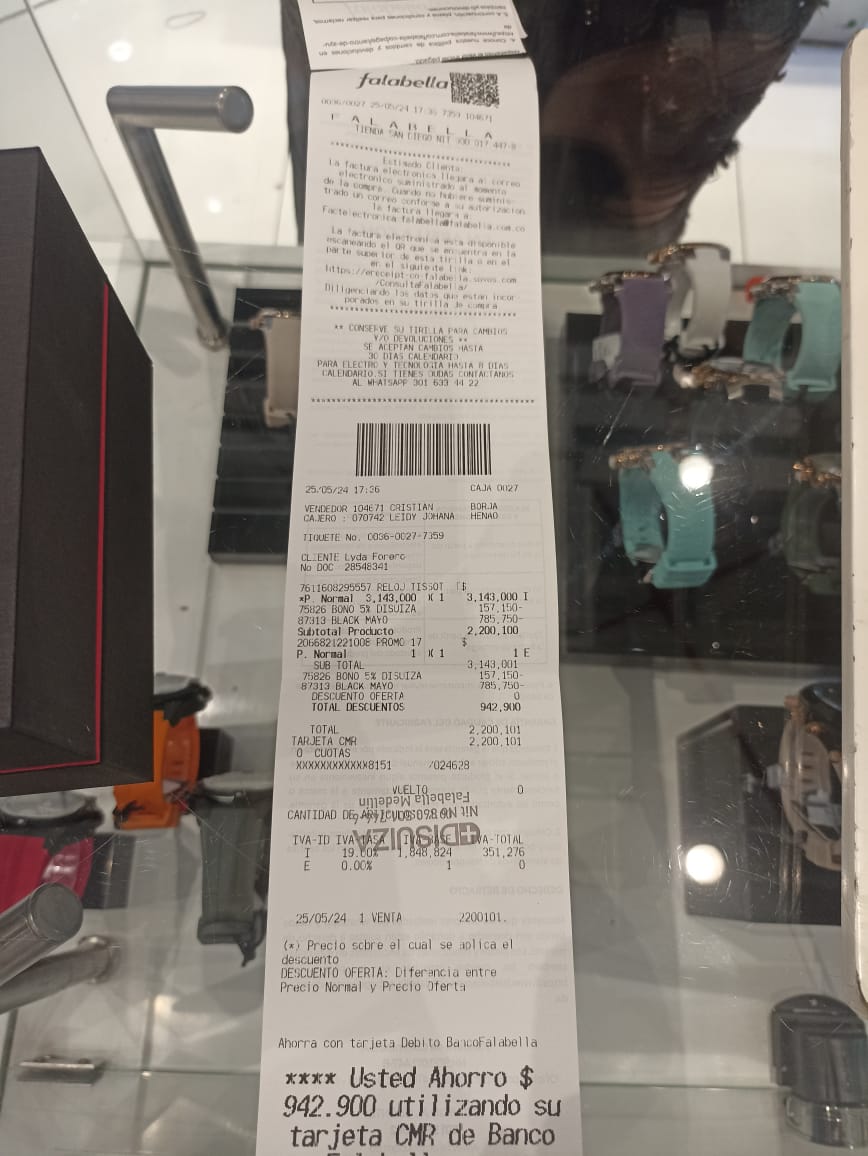 falabella
0036/0027 25/05/24 17:35 7359 104671
F A L A B E L L A
TIENDA SAN DIEGO NIT 900 017 447-8
Estimado Cliente:
La factura electronica llegara al correo
electronico suministrado al momento
de la compra. Cuando no hubiere suminis-
trado un correo conforme a su autorizacion
la factura llegara a:
Factelectronica falabella@falabella.com.co
La factura electronica esta disponible
escaneando el QR que se encuentra en la
parte superior de esta tirilla o en el
en el siguiente link:
https://ereceipt-co-falabella.sovos.com
/ConsultaFalabella/
Diligenciando los datos que estan incor
porados en su tirilla de compra
** CONSERVE SU TIRILLA PARA CAMBIOS
Y/O DEVOLUCIONES **
SE ACEPTAN CAMBIOS HASTA
30 DIAS CALENDARIO
PARA ELECTRO Y TECNOLOGIA HASTA 8 DIAS
CALENDARIO.SI TIENES DUDAS CONTACTANOS
AL WHATSAPP 301 633 44 22
25/05/24 17:36 CAJA 0027
VENDEDOR 104671 CRISTIAN BORJA
CAJERO : 070742 LEIDY JOHANA HENAO
TIQUETE No. 0036-0027-7359
CLIENTE Lyda Forero
No DOC 28548341
7611608295557 RELOJ TISSOT T$
*P. Normal 3,143,000 X 1 3,143,000 I
75826 BONO 5% DISUIZA 157,150-
87313 BLACK MAYO 785,750-
Subtotal Producto 2,200,100
2066821221008 PROMO 17 $
P. Normal 1 X 1 1 E
SUB TOTAL 3,143,001
75826 BONO 5% DISUIZA 157,150-
87313 BLACK MAYO 785,750-
DESCUENTO OFERTA 0
TOTAL DESCUENTOS 942,900
TOTAL 2,200,101
TARJETA CMR 2,200,101
0 CUOTAS
XXXXXXXXXXXX8151 /024628
VUELTO 0
Falabella Medellin
CANTIDAD DE
DISUIZA
IVA-ID IVA-TASA IVA-BASE IVA-TOTAL
I 19.00% 1,848,824 351,276
E 0.00% 1 0
25/05/24 1 VENTA 2200101.
(*) Precio sobre el cual se aplica el
descuento
DESCUENTO OFERTA: Diferencia entre
Precio Normal y Precio Oferta
Ahorra con tarjeta Debito BancoFalabella
**** Usted Ahorro $
942.900 utilizando su
tarjeta CMR de Banco